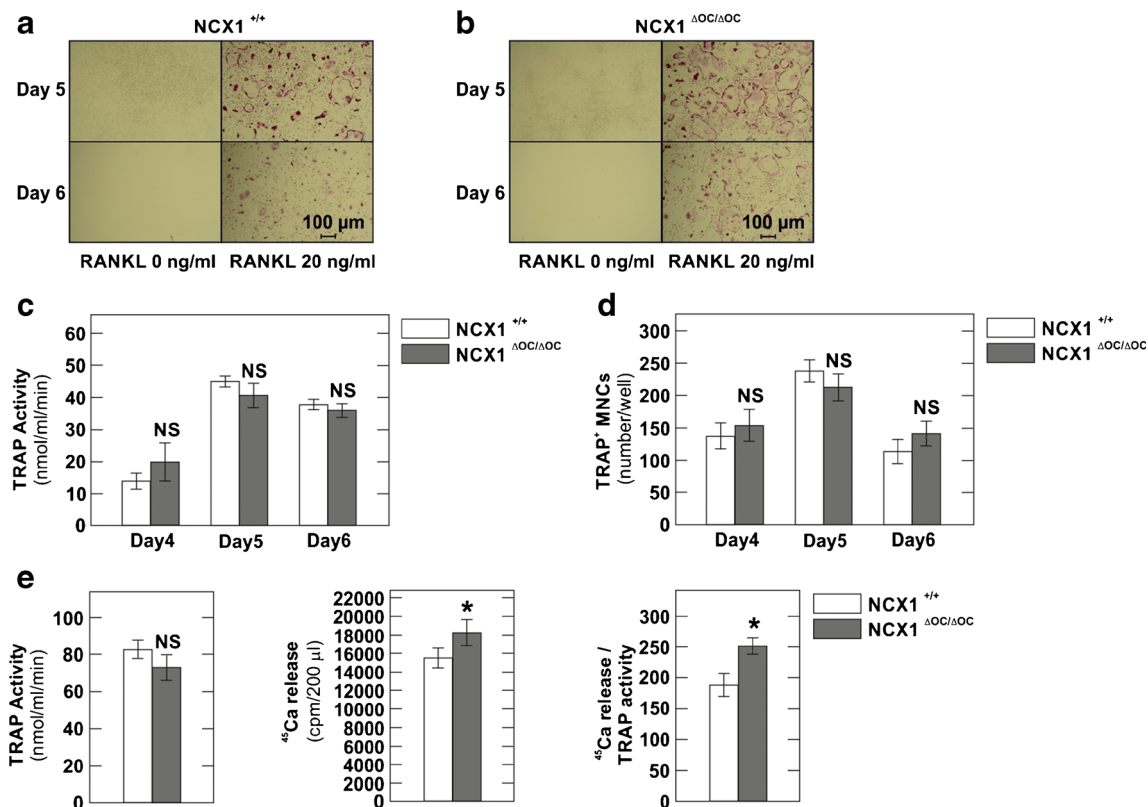 a
NCX1 +/+
Day 5
Day 6
100 µm
RANKL 0 ng/ml RANKL 20 ng/ml
b
NCX1 ΔOC/ΔOC
Day 5
Day 6
100 µm
RANKL 0 ng/ml RANKL 20 ng/ml
c
TRAP Activity
(nmol/ml/min)
60
50
40
30
20
10
0
NS
NS
NS
Day4 Day5 Day6
NCX1 +/+
NCX1 ΔOC/ΔOC
d
TRAP+ MNCs
(number/well)
300
250
200
150
100
50
0
NS
NS
NS
Day4 Day5 Day6
NCX1 +/+
NCX1 ΔOC/ΔOC
e
TRAP Activity
(nmol/ml/min)
100
80
60
40
20
0
NS
45Ca release
(cpm/200 µl)
22000
20000
18000
16000
14000
12000
10000
8000
6000
4000
2000
0
*
45Ca release /
TRAP activity
300
250
200
150
100
50
0
*
NCX1 +/+
NCX1 ΔOC/ΔOC